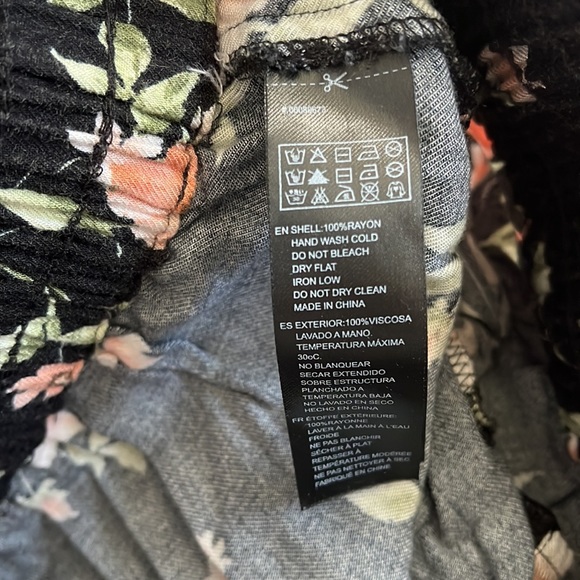 # 00089673
EN SHELL:100%RAYON
HAND WASH COLD
DO NOT BLEACH
DRY FLAT
IRON LOW
DO NOT DRY CLEAN
MADE IN CHINA
ES EXTERIOR:100%VISCOSA
LAVADO A MANO.
TEMPERATURA MÁXIMA
30oC.
NO BLANQUEAR
SECAR EXTENDIDO
SOBRE ESTRUCTURA
PLANCHADO A
TEMPERATURA BAJA
NO LAVADO EN SECO
HECHO EN CHINA
FR ÉTOFFE EXTÉRIEURE:
100%RAYONNE
LAVER À LA MAIN À L'EAU
FROIDE
NE PAS BLANCHIR
SÉCHER À PLAT
REPASSER À
TEMPÉRATURE MODÉRÉE
NE PAS NETTOYER À SEC
FABRIQUÉ EN CHINE